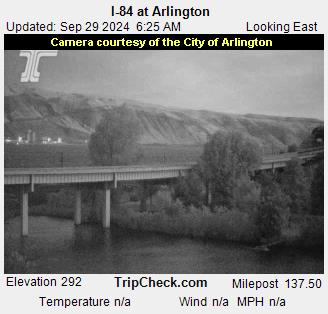 I-84 at Arlington
Updated: Sep 29 2024 6:25 AM Looking East
Camera courtesy of the City of Arlington
Elevation 292 TripCheck.com Milepost 137.50
Temperature n/a Wind n/a MPH n/a